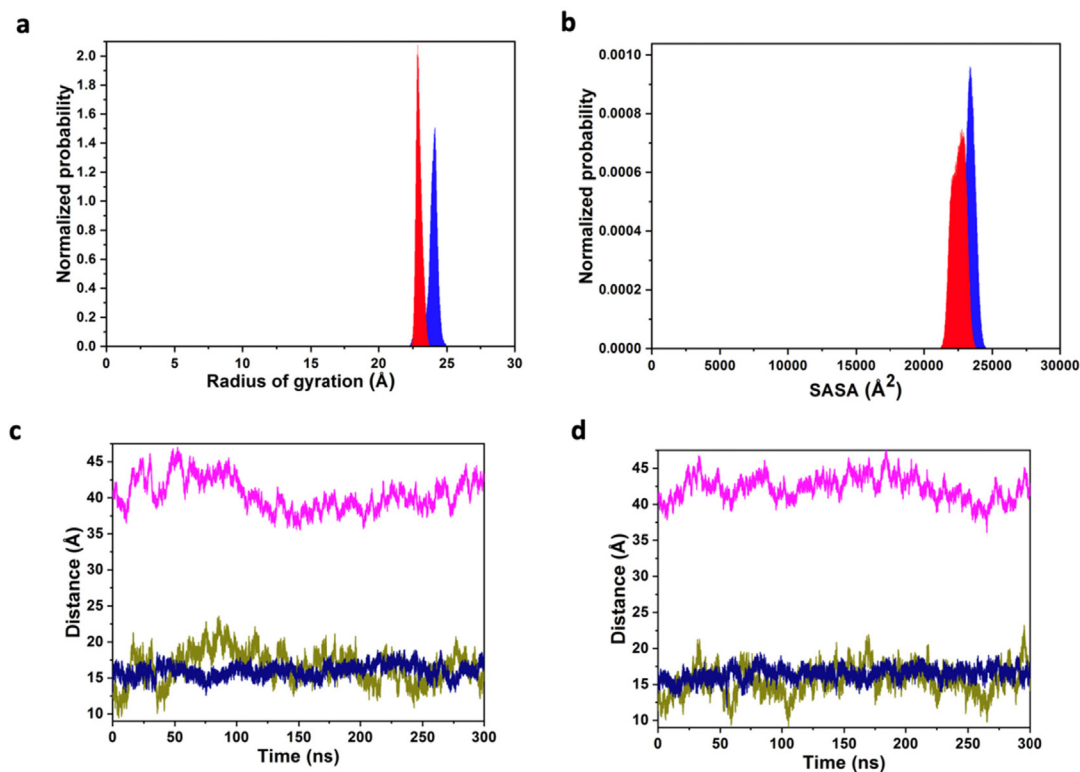 a
b
Normalized probability
2.0
1.8
1.6
1.4
1.2
1.0
0.8
0.6
0.4
0.2
0.0
0 5 10 15 20 25 30
Radius of gyration (Å)
Normalized probability
0.0010
0.0008
0.0006
0.0004
0.0002
0.0000
0 5000 10000 15000 20000 25000 30000
SASA (Å²)
c
d
Distance (Å)
45
40
35
30
25
20
15
10
0 50 100 150 200 250 300
Time (ns)
Distance (Å)
45
40
35
30
25
20
15
10
0 50 100 150 200 250 300
Time (ns)